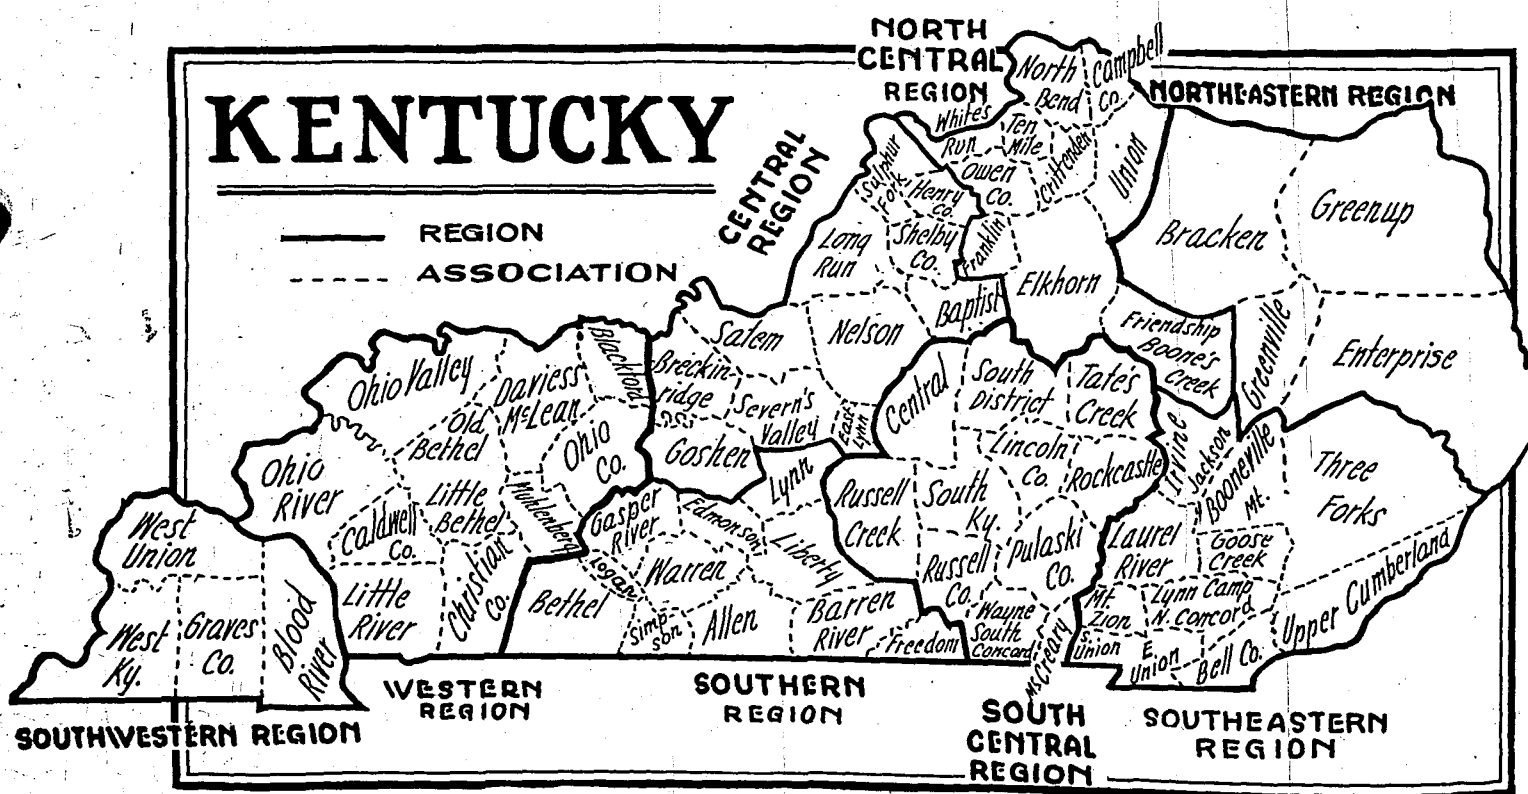 KENTUCKY
REGION
ASSOCIATION
NORTH
CENTRAL
REGION
NORTHEASTERN REGION
CENTRAL
REGION
North
Bend
Campbell
Co.
White's
Run
Ten
Mile
Crittenden
Union
Sulphur
Fork
Henry
Co.
Owen
Co.
Bracken
Greenup
Long
Run
Shelby
Co.
Franklin
Elkhorn
Baptist
Friendship
Boone's
Creek
Greenville
Enterprise
Salem
Nelson
Breckin
ridge
Severn's
Valley
East
Lynn
Goshen
Central
South
District
Tate's
Creek
Lincoln
Co.
Rockcastle
Irvine
Jackson
Booneville
Mt.
Three
Forks
Ohio Valley
Daviess
McLean
Blackford
Old
Bethel
Ohio
Co.
Ohio
River
Little
Bethel
Muhlenberg
Caldwell
Co.
Christian
Co.
Little
River
West
Union
West
Ky.
Graves
Co.
Blood
River
Gasper
River
Edmonson
Lynn
Liberty
Logan
Warren
Bethel
Simp-
son
Allen
Barren
River
Freedom
Russell
Creek
South
Ky.
Russell
Co.
Pulaski
Co.
Wayne
South
Concord
McCreary
Laurel
River
Goose
Creek
Mt
Zion
Lynn Camp
N. Concord
Upper Cumberland
S.
Union
E.
Union
Bell Co.
SOUTHWESTERN REGION
WESTERN
REGION
SOUTHERN
REGION
SOUTH
CENTRAL
REGION
SOUTHEASTERN
REGION